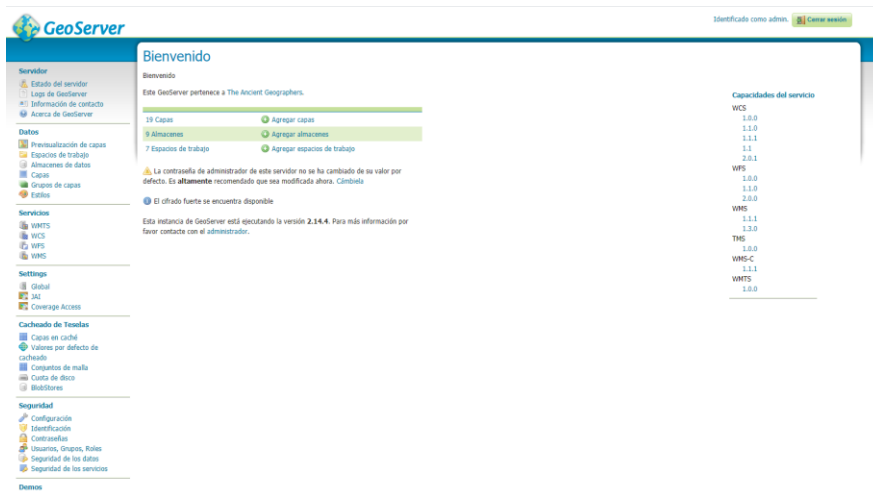 GeoServer
Identificado como admin. Cerrar sesión
Servidor
Estado del servidor
Logs de GeoServer
Información de contacto
Acerca de GeoServer
Datos
Previsualización de capas
Espacios de trabajo
Almacenes de datos
Capas
Grupos de capas
Estilos
Servicios
WMTS
WCS
WFS
WMS
Settings
Global
JAI
Coverage Access
Cacheado de Teselas
Capas en caché
Valores por defecto de
cacheado
Conjuntos de malla
Cuota de disco
BlobStores
Seguridad
Configuración
Identificación
Contraseñas
Usuarios, Grupos, Roles
Seguridad de los datos
Seguridad de los servicios
Demos
Bienvenido
Bienvenido
Este GeoServer pertenece a The Ancient Geographers.
19 Capas Agregar capas
9 Almacenes Agregar almacenes
7 Espacios de trabajo Agregar espacios de trabajo
La contraseña de administrador de este servidor no se ha cambiado de su valor por
defecto. Es altamente recomendado que sea modificada ahora. Cámbiela
El cifrado fuerte se encuentra disponible
Esta instancia de GeoServer está ejecutando la versión 2.14.4. Para más información por
favor contacte con el administrador.
Capacidades del servicio
WCS
1.0.0
1.1.0
1.1.1
1.1
2.0.1
WFS
1.0.0
1.1.0
2.0.0
WMS
1.1.1
1.3.0
TMS
1.0.0
WMS-C
1.1.1
WMTS
1.0.0